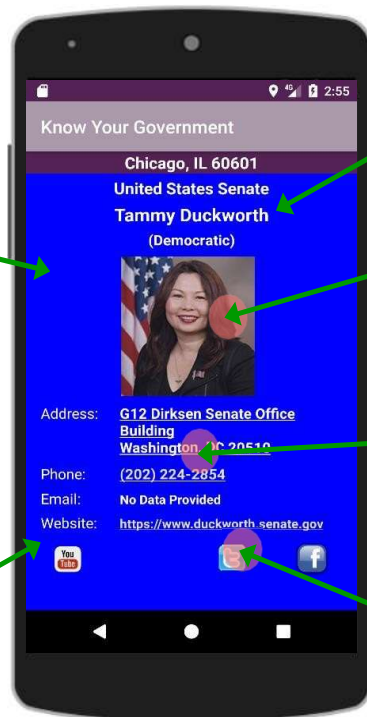 4G 2:55
Know Your Government
Chicago, IL 60601
United States Senate
Tammy Duckworth
(Democratic)
Address: G12 Dirksen Senate Office
Building
Washington, DC 20510
Phone: (202) 224-2854
Email: No Data Provided
Website: https://www.duckworth.senate.gov
You
Tube
t f